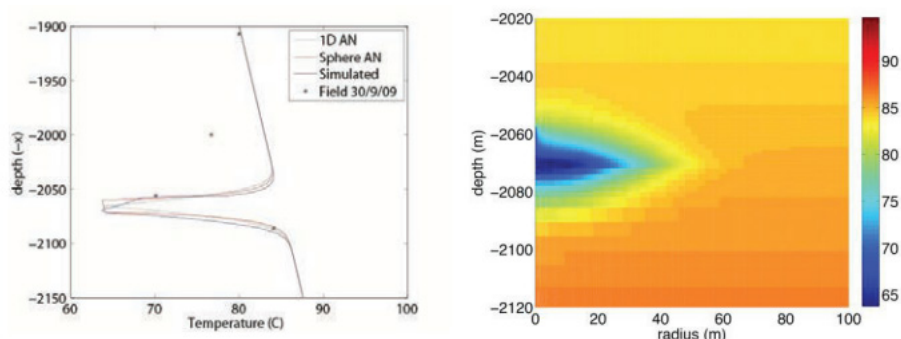 -1900
-1950
-2000
-2050
-2100
-2150
depth (-x)
60 70 80 90 100
Temperature (C)
1D AN
Sphere AN
Simulated
Field 30/9/09
-2020
-2040
-2060
-2080
-2100
-2120
depth (m)
0 20 40 60 80 100
radius (m)
90
85
80
75
70
65